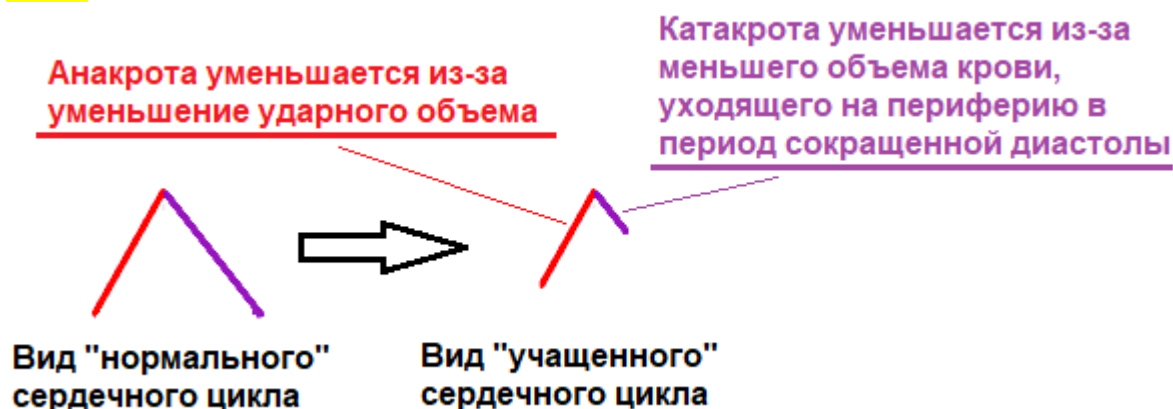 Анакрота уменьшается из-за
уменьшение ударного объема
Катакрота уменьшается из-за
меньшего объема крови,
уходящего на периферию в
период сокращенной диастолы
Вид "нормального"
сердечного цикла
Вид "учащенного"
сердечного цикла